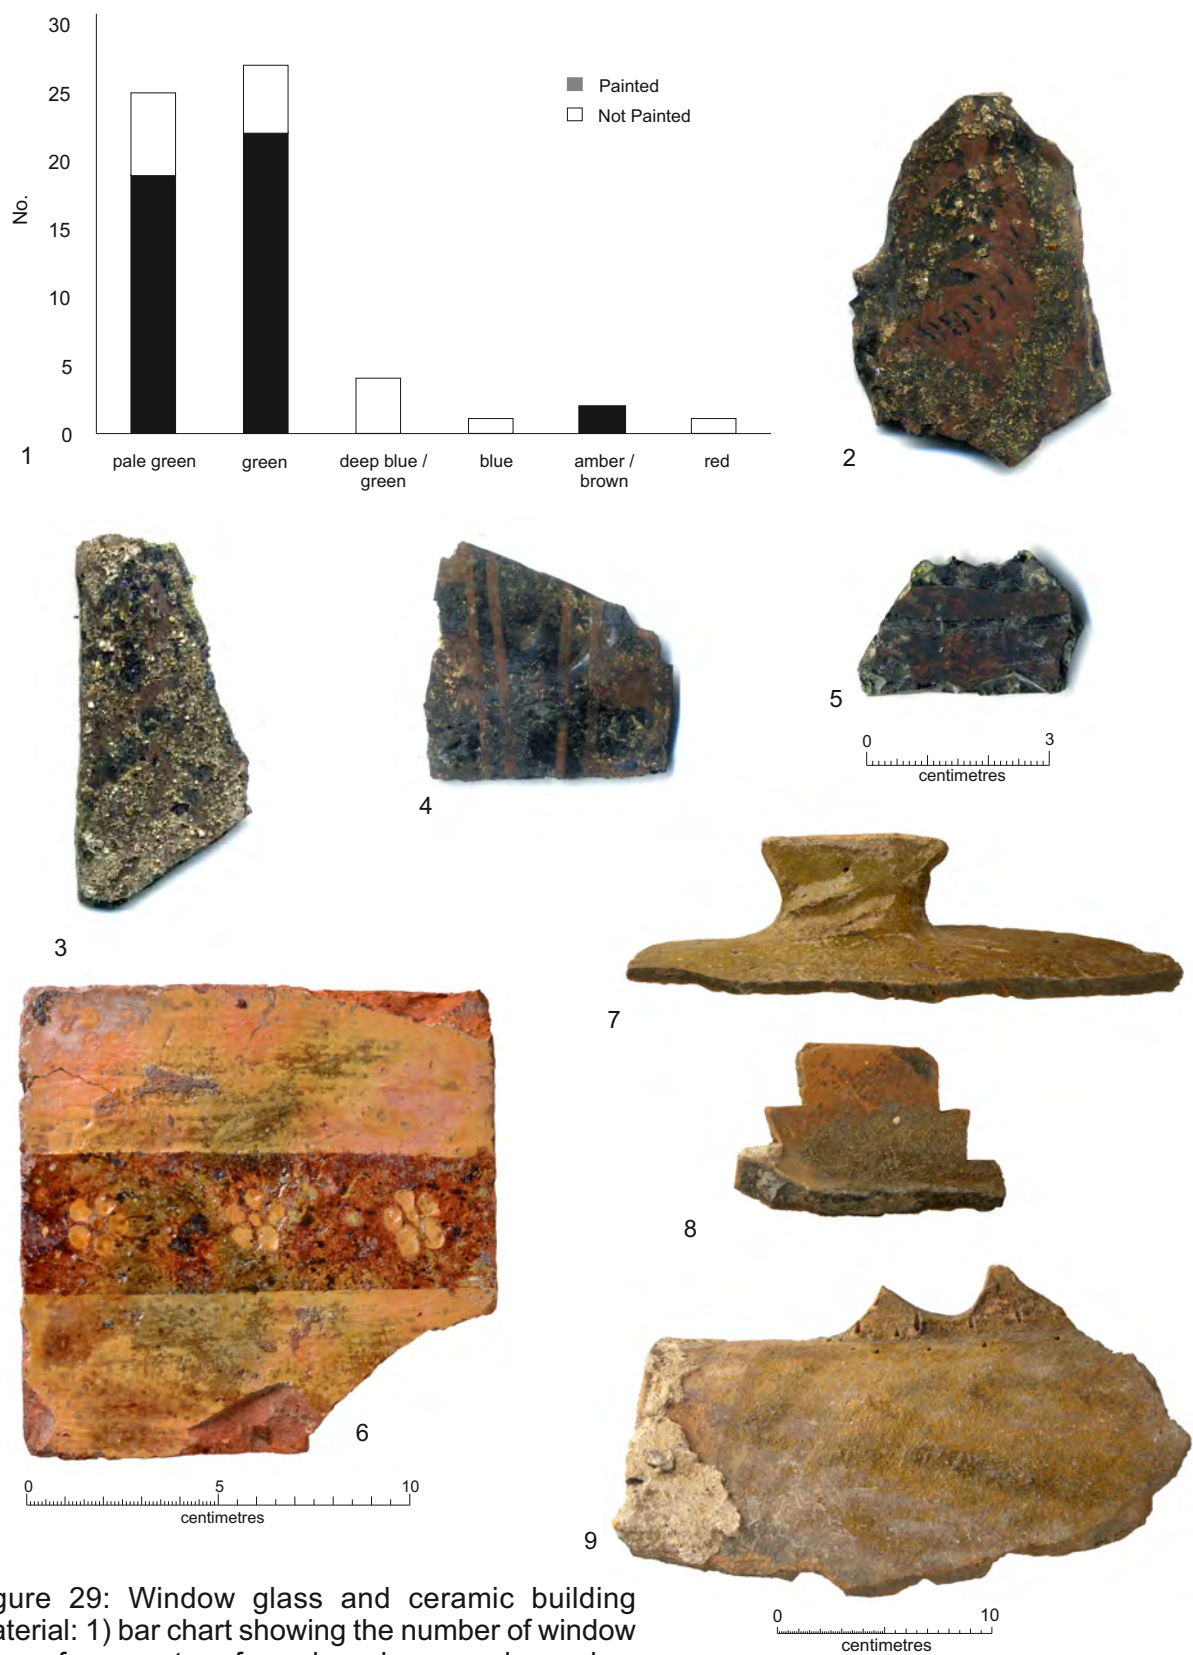 30
25
20
15
10
5
0
No.
Painted
Not Painted
pale green
green
deep blue /
green
blue
amber /
brown
red
1
2
3
4
5
0 3
centimetres
6
0 5 10
centimetres
7
8
9
0 10
centimetres
gure 29: Window glass and ceramic building
aterial: 1) bar chart showing the number of window